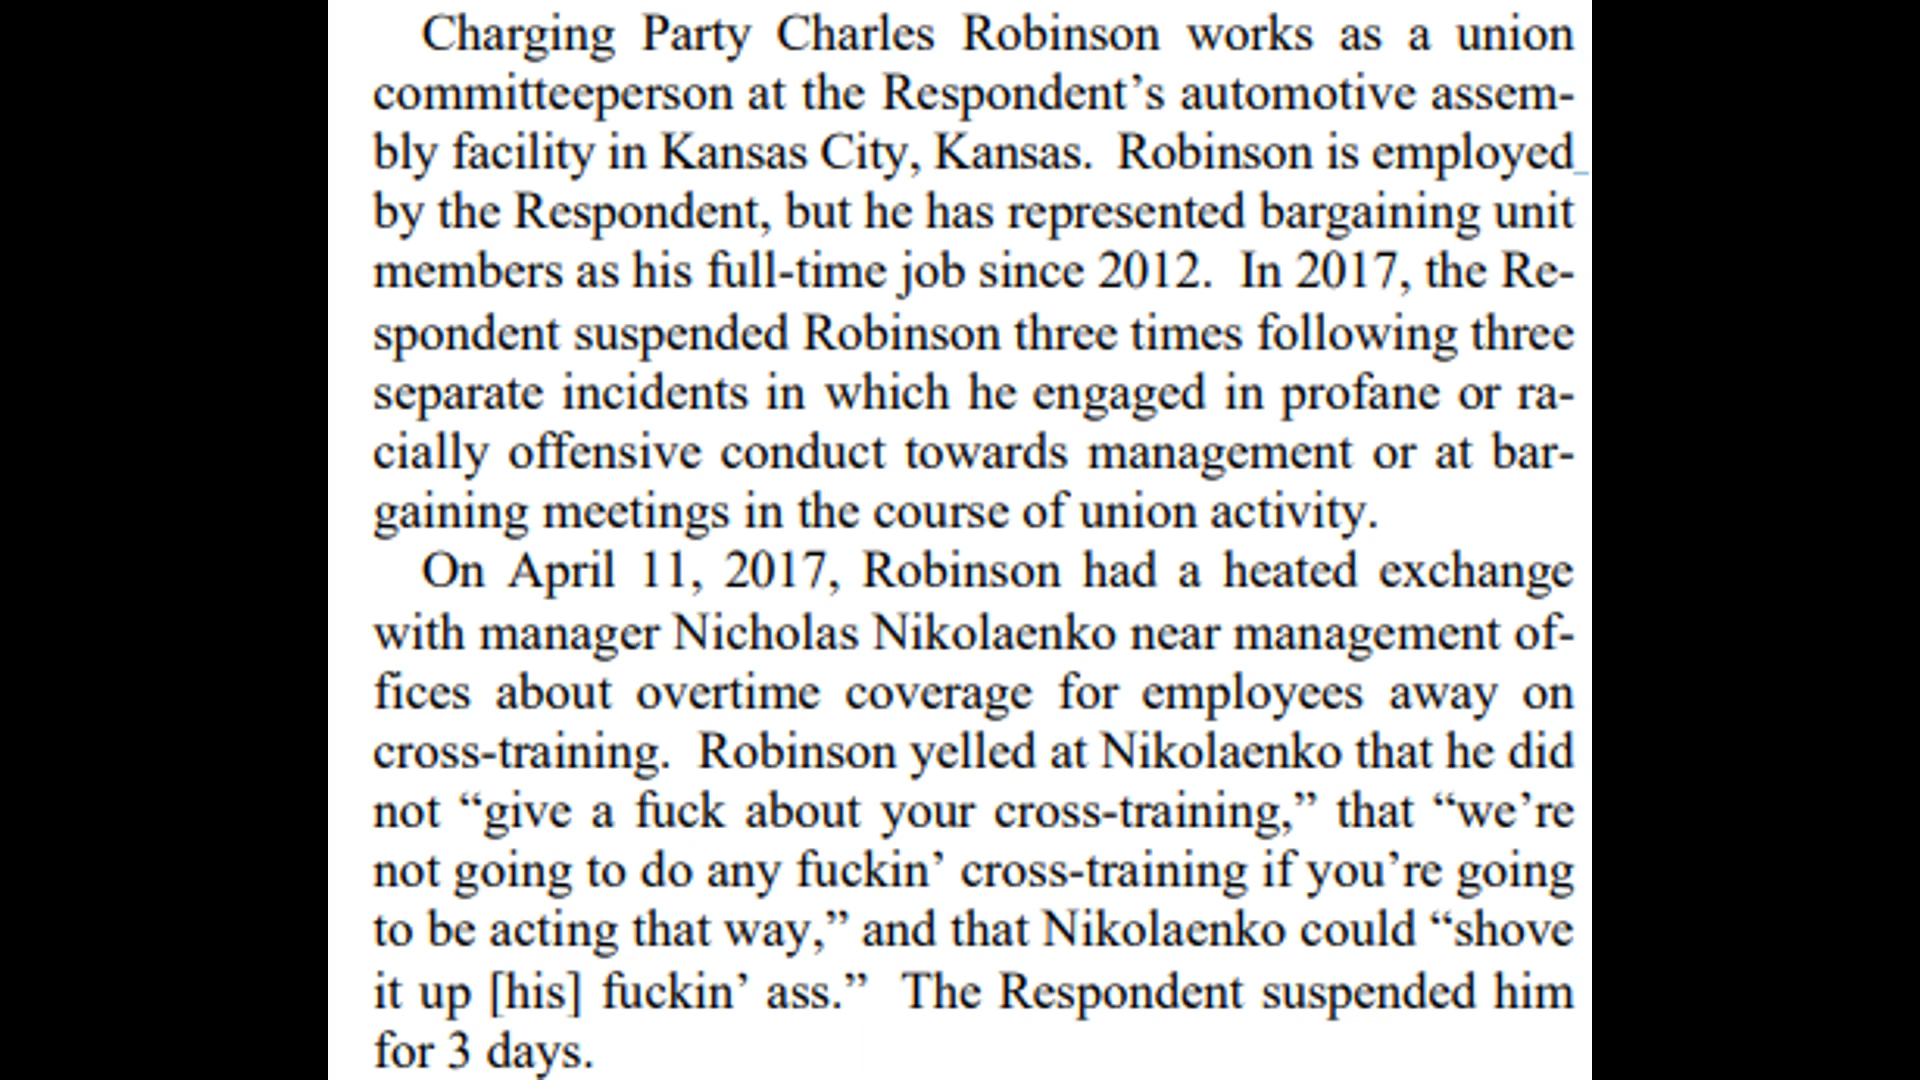 Charging Party Charles Robinson works as a union
committeeperson at the Respondent’s automotive assem-
bly facility in Kansas City, Kansas.  Robinson is employed
by the Respondent, but he has represented bargaining unit
members as his full-time job since 2012.  In 2017, the Re-
spondent suspended Robinson three times following three
separate incidents in which he engaged in profane or ra-
cially offensive conduct towards management or at bar-
gaining meetings in the course of union activity.
On April 11, 2017, Robinson had a heated exchange
with manager Nicholas Nikolaenko near management of-
fices about overtime coverage for employees away on
cross-training.  Robinson yelled at Nikolaenko that he did
not “give a fuck about your cross-training,” that “we’re
not going to do any fuckin’ cross-training if you’re going
to be acting that way,” and that Nikolaenko could “shove
it up [his] fuckin’ ass.”  The Respondent suspended him
for 3 days.